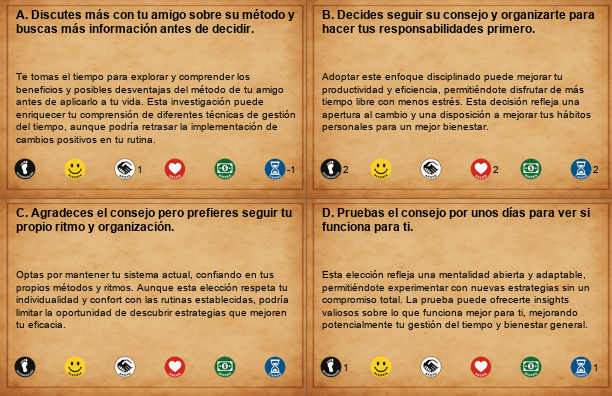 A. Discutes más con tu amigo sobre su método y
buscas más información antes de decidir.
Te tomas el tiempo para explorar y comprender los
beneficios y posibles desventajas del método de tu amigo
antes de aplicarlo a tu vida. Esta investigación puede
enriquecer tu comprensión de diferentes técnicas de gestión
del tiempo, aunque podría retrasar la implementación de
cambios positivos en tu rutina.
1 -1
B. Decides seguir su consejo y organizarte para
hacer tus responsabilidades primero.
Adoptar este enfoque disciplinado puede mejorar tu
productividad y eficiencia, permitiéndote disfrutar de más
tiempo libre con menos estrés. Esta decisión refleja una
apertura al cambio y una disposición a mejorar tus hábitos
personales para un mejor bienestar.
2 2 2
C. Agradeces el consejo pero prefieres seguir tu
propio ritmo y organización.
Optas por mantener tu sistema actual, confiando en tus
propios métodos y ritmos. Aunque esta elección respeta tu
individualidad y confort con las rutinas establecidas, podría
limitar la oportunidad de descubrir estrategias que mejoren
tu eficacia.
D. Pruebas el consejo por unos días para ver si
funciona para ti.
Esta elección refleja una mentalidad abierta y adaptable,
permitiéndote experimentar con nuevas estrategias sin un
compromiso total. La prueba puede ofrecerte insights
valiosos sobre lo que funciona mejor para ti, mejorando
potencialmente tu gestión del tiempo y bienestar general.
1 1